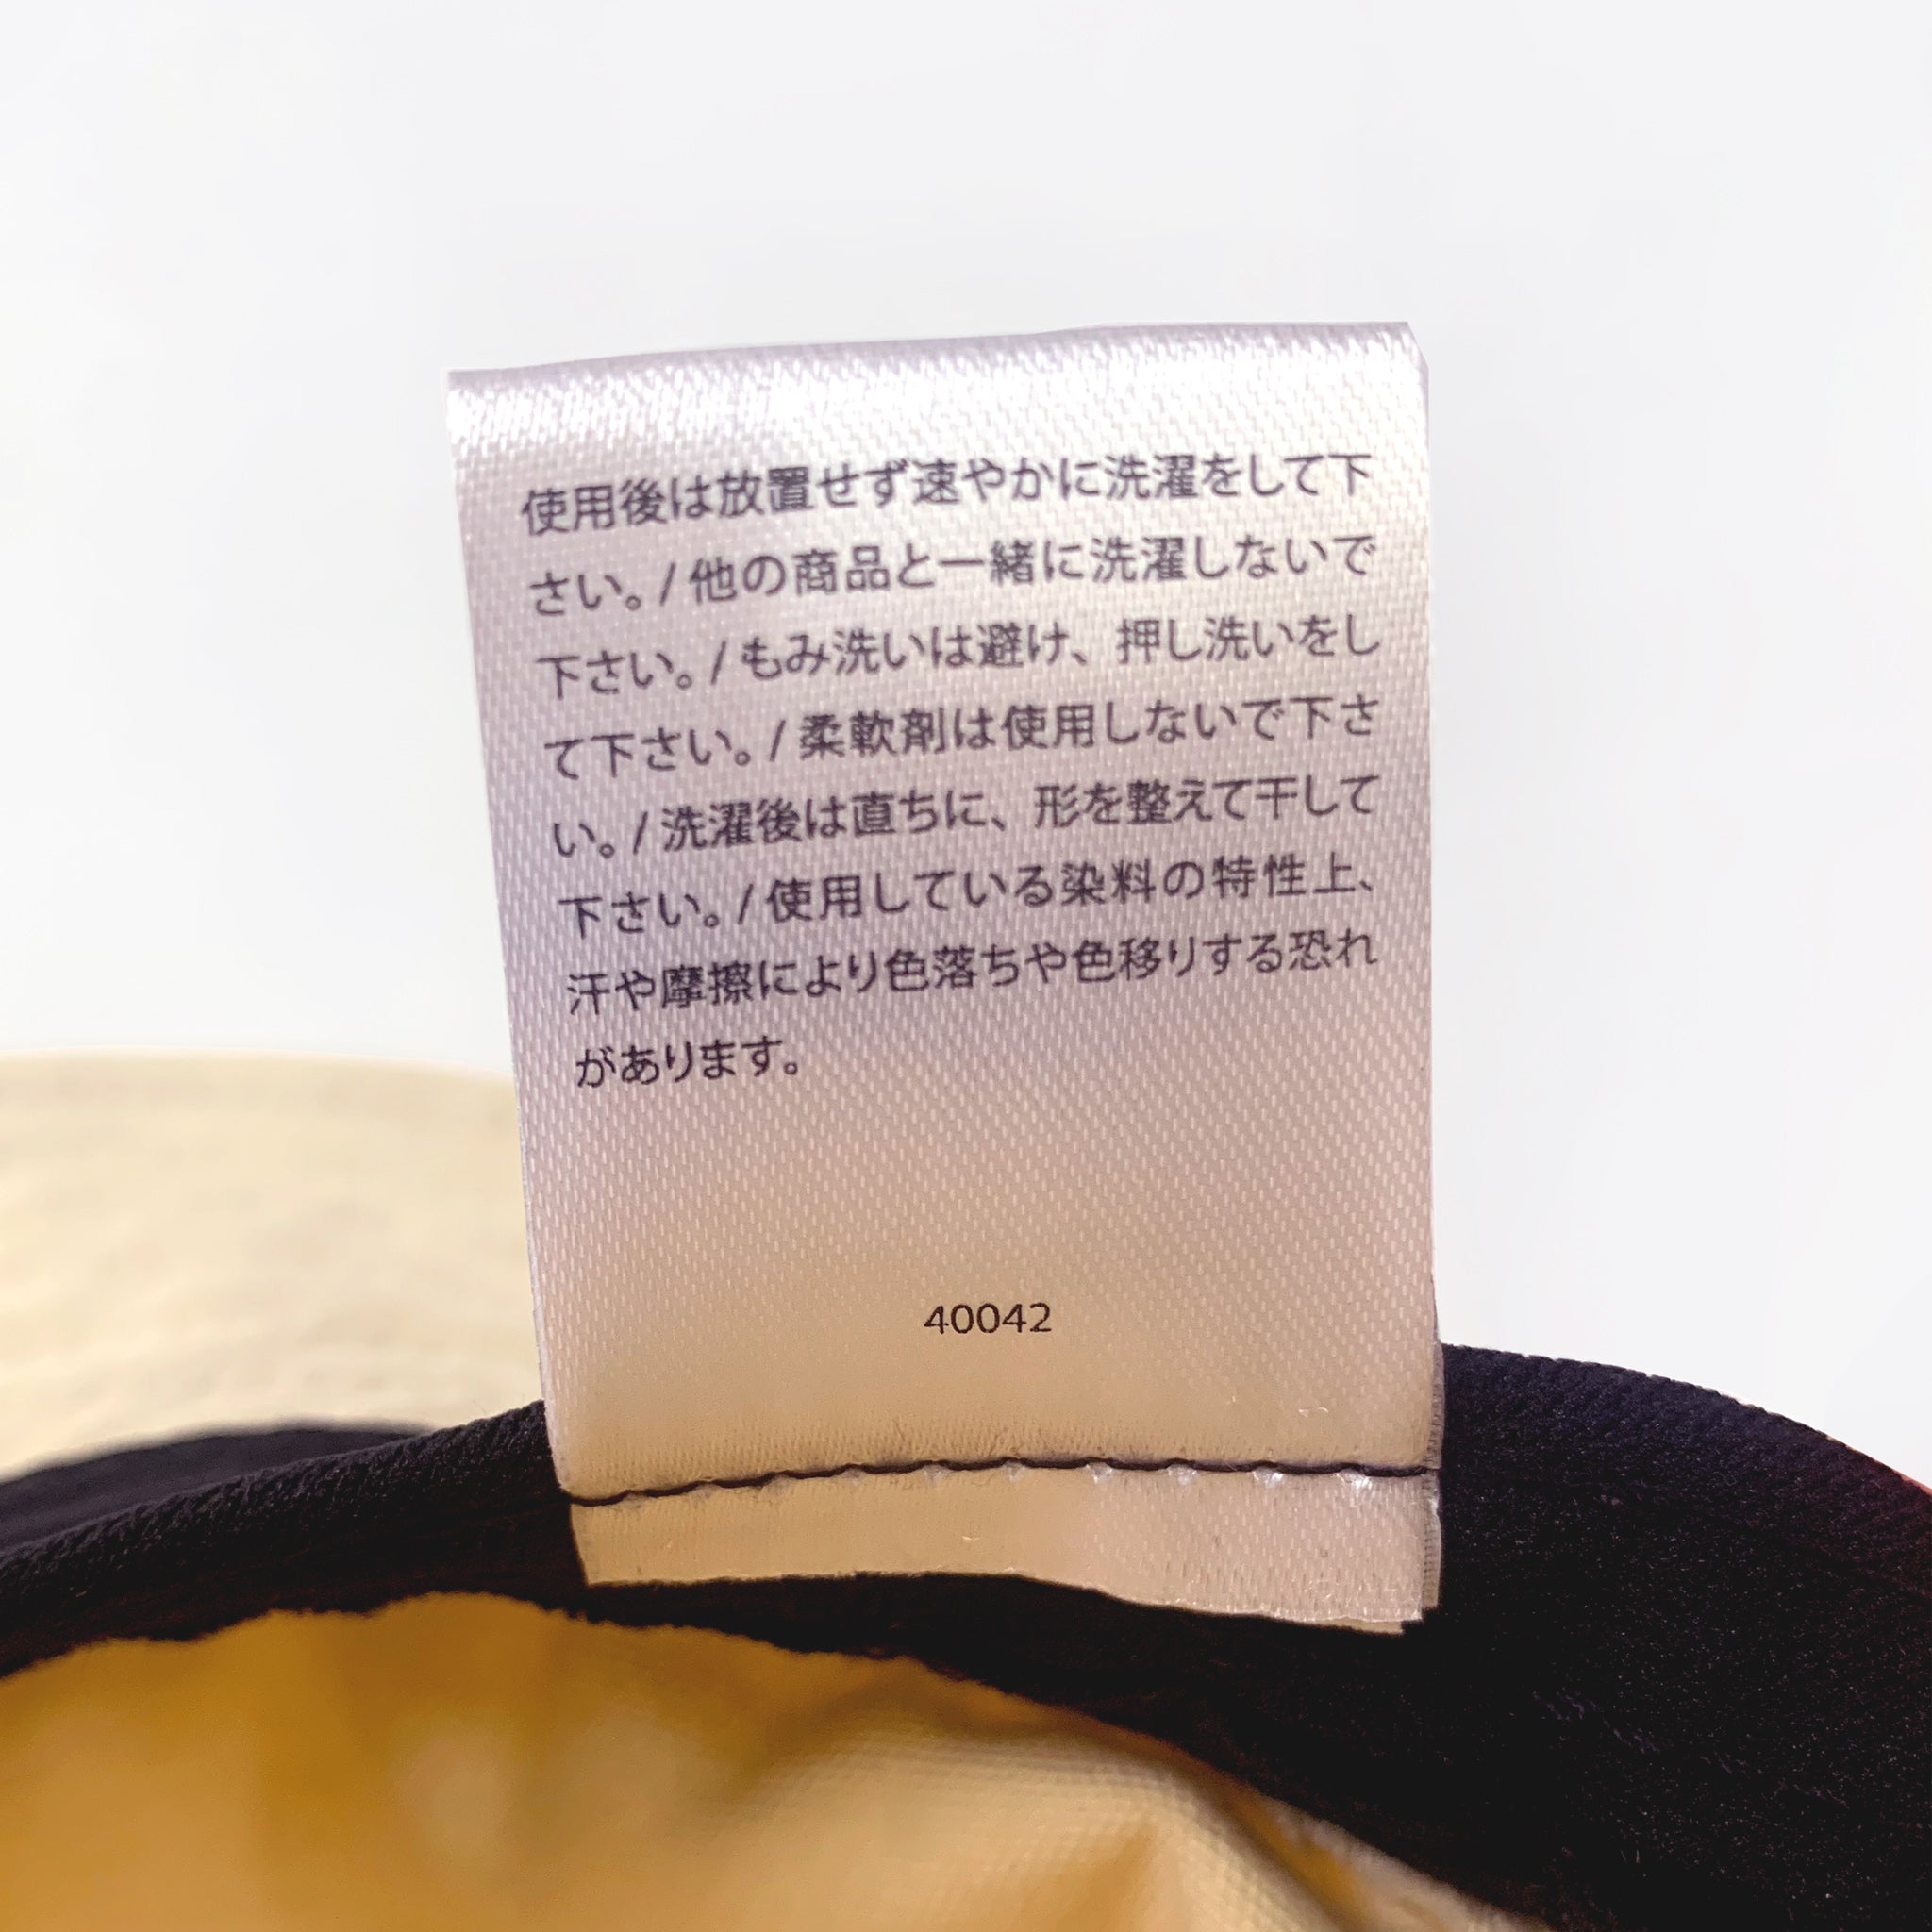 使用後は放置せず速やかに洗濯をして下
さい。/ 他の商品と一緒に洗濯しないで
下さい。/ もみ洗いは避け、押し洗いをし
て下さい。/ 柔軟剤は使用しないで下さ
い。/ 洗濯後は直ちに、形を整えて干して
下さい。/ 使用している染料の特性上、
汗や摩擦により色落ちや色移りする恐れ
があります。
40042